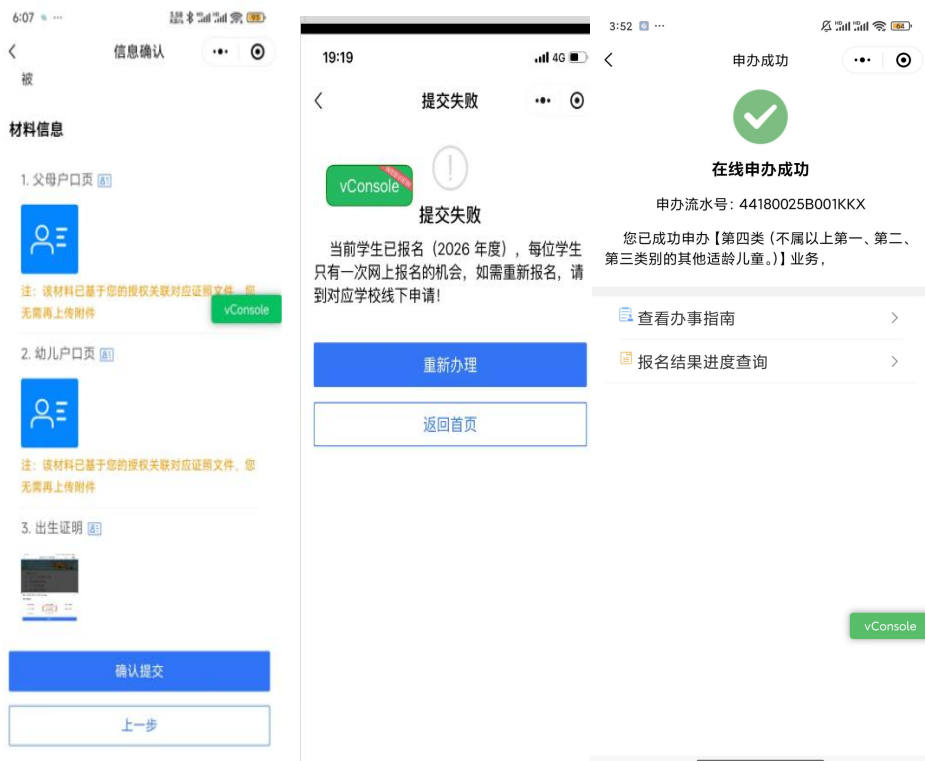 6:07
93
信息确认
被
材料信息
1. 父母户口页
注：该材料已基于您的授权关联对应证照文件，您
无需再上传附件
vConsole
2. 幼儿户口页
注：该材料已基于您的授权关联对应证照文件，您
无需再上传附件
3. 出生证明
确认提交
上一步
19:19
4G
提交失败
vConsole
提交失败
当前学生已报名（2026 年度），每位学生
只有一次网上报名的机会，如需重新报名，请
到对应学校线下申请！
重新办理
返回首页
3:52
64
申办成功
在线申办成功
申办流水号：44180025B001KKX
您已成功申办【第四类（不属以上第一、第二、
第三类别的其他适龄儿童。)】业务，
查看办事指南
报名结果进度查询
vConsole